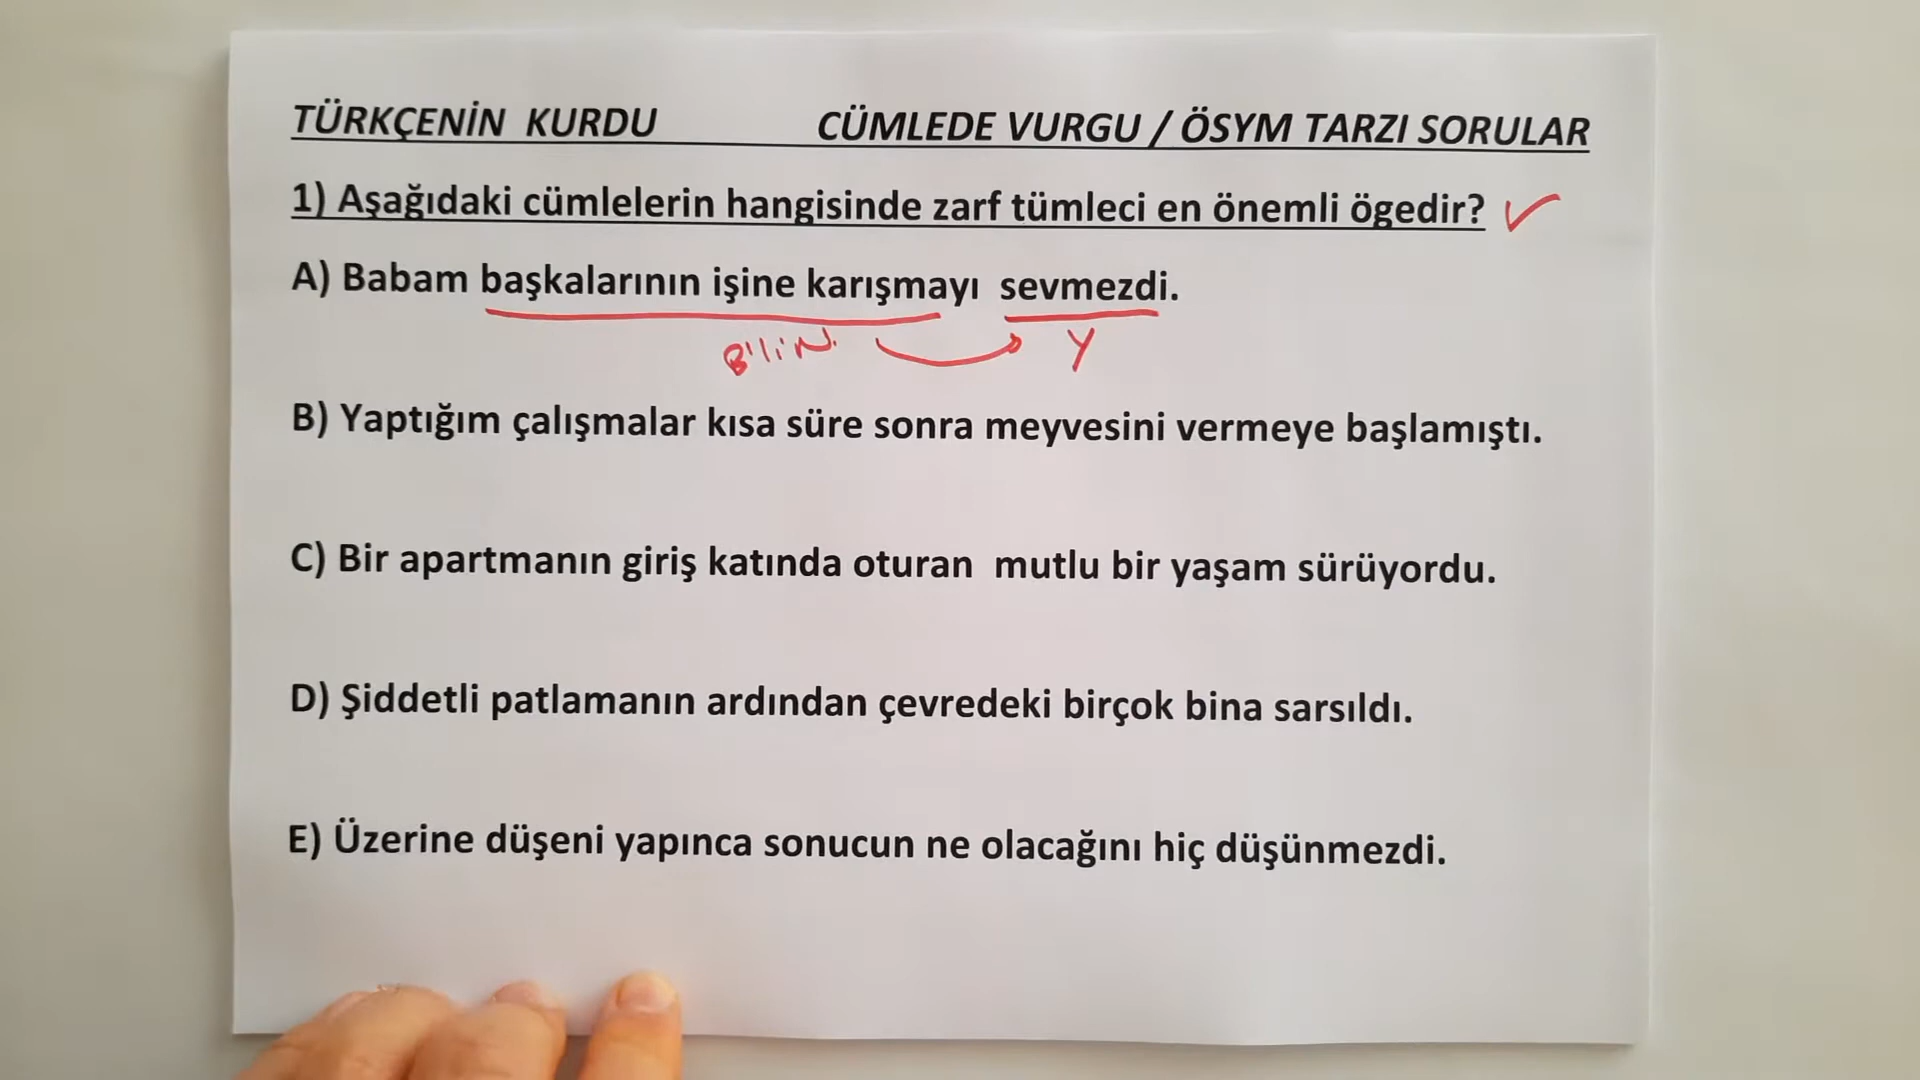 TÜRKÇENİN KURDU CÜMLEDE VURGU / ÖSYM TARZI SORULAR
1) Aşağıdaki cümlelerin hangisinde zarf tümleci en önemli ögedir?
A) Babam başkalarının işine karışmayı sevmezdi.
BiliN. Y
B) Yaptığım çalışmalar kısa süre sonra meyvesini vermeye başlamıştı.
C) Bir apartmanın giriş katında oturan mutlu bir yaşam sürüyordu.
D) Şiddetli patlamanın ardından çevredeki birçok bina sarsıldı.
E) Üzerine düşeni yapınca sonucun ne olacağını hiç düşünmezdi.